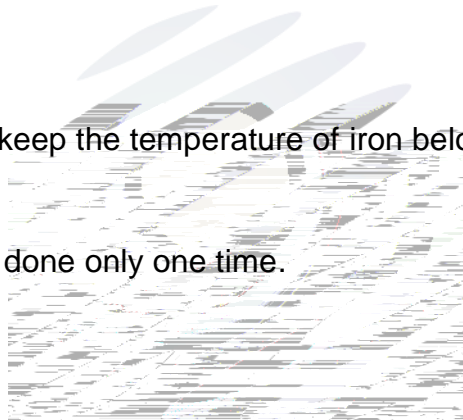 keep the temperature of iron belo
done only one time.